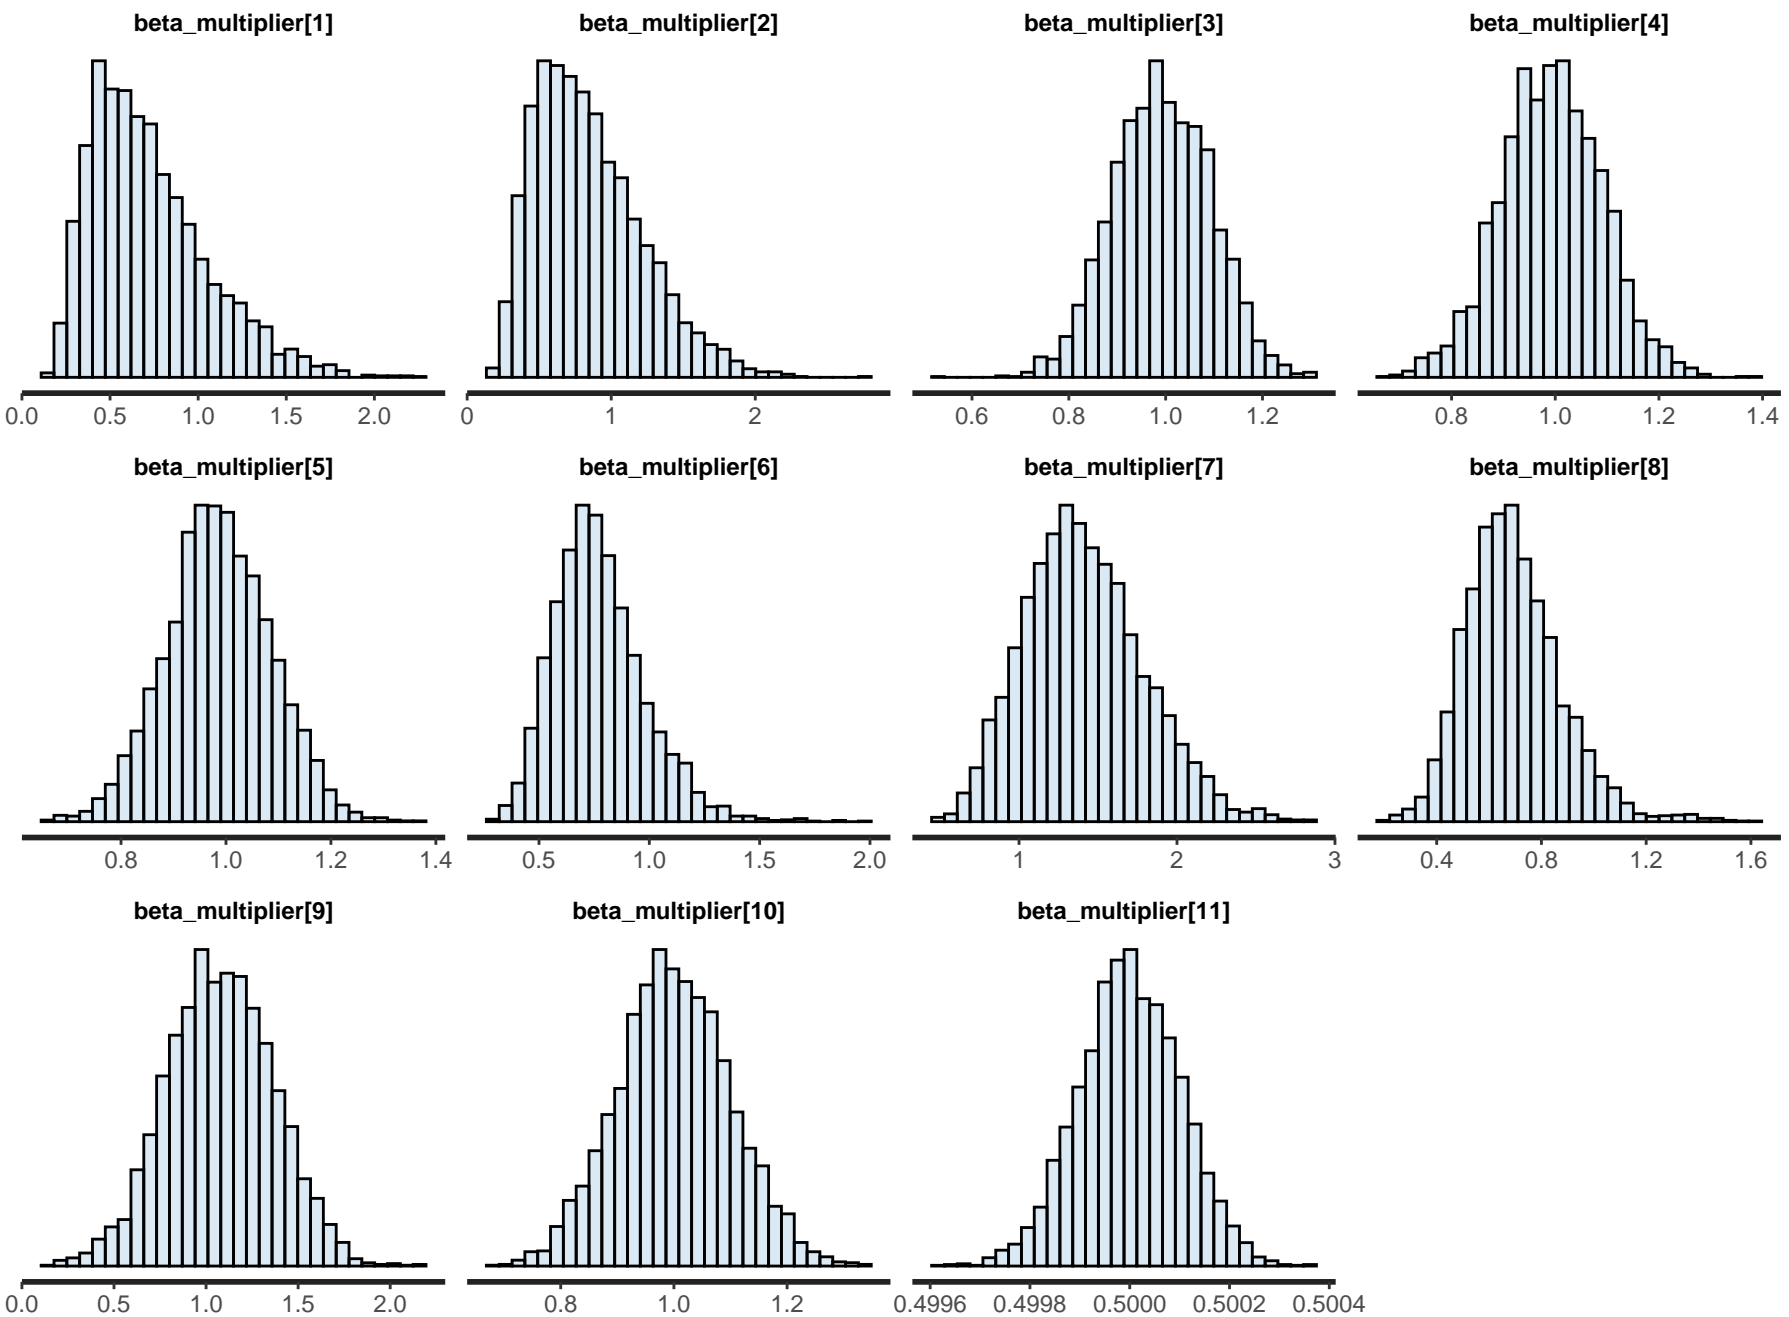 beta_multiplier[1] beta_multiplier[2] beta_multiplier[3] beta_multiplier[4]
0.0 0.5 1.0 1.5 2.0 0 1 2 0.6 0.8 1.0 1.2 0.8 1.0 1.2 1.4
beta_multiplier[5] beta_multiplier[6] beta_multiplier[7] beta_multiplier[8]
0.8 1.0 1.2 1.4 0.5 1.0 1.5 2.0 1 2 3 0.4 0.8 1.2 1.6
beta_multiplier[9] beta_multiplier[10] beta_multiplier[11]
0.0 0.5 1.0 1.5 2.0 0.8 1.0 1.2 0.4996 0.4998 0.5000 0.5002 0.5004